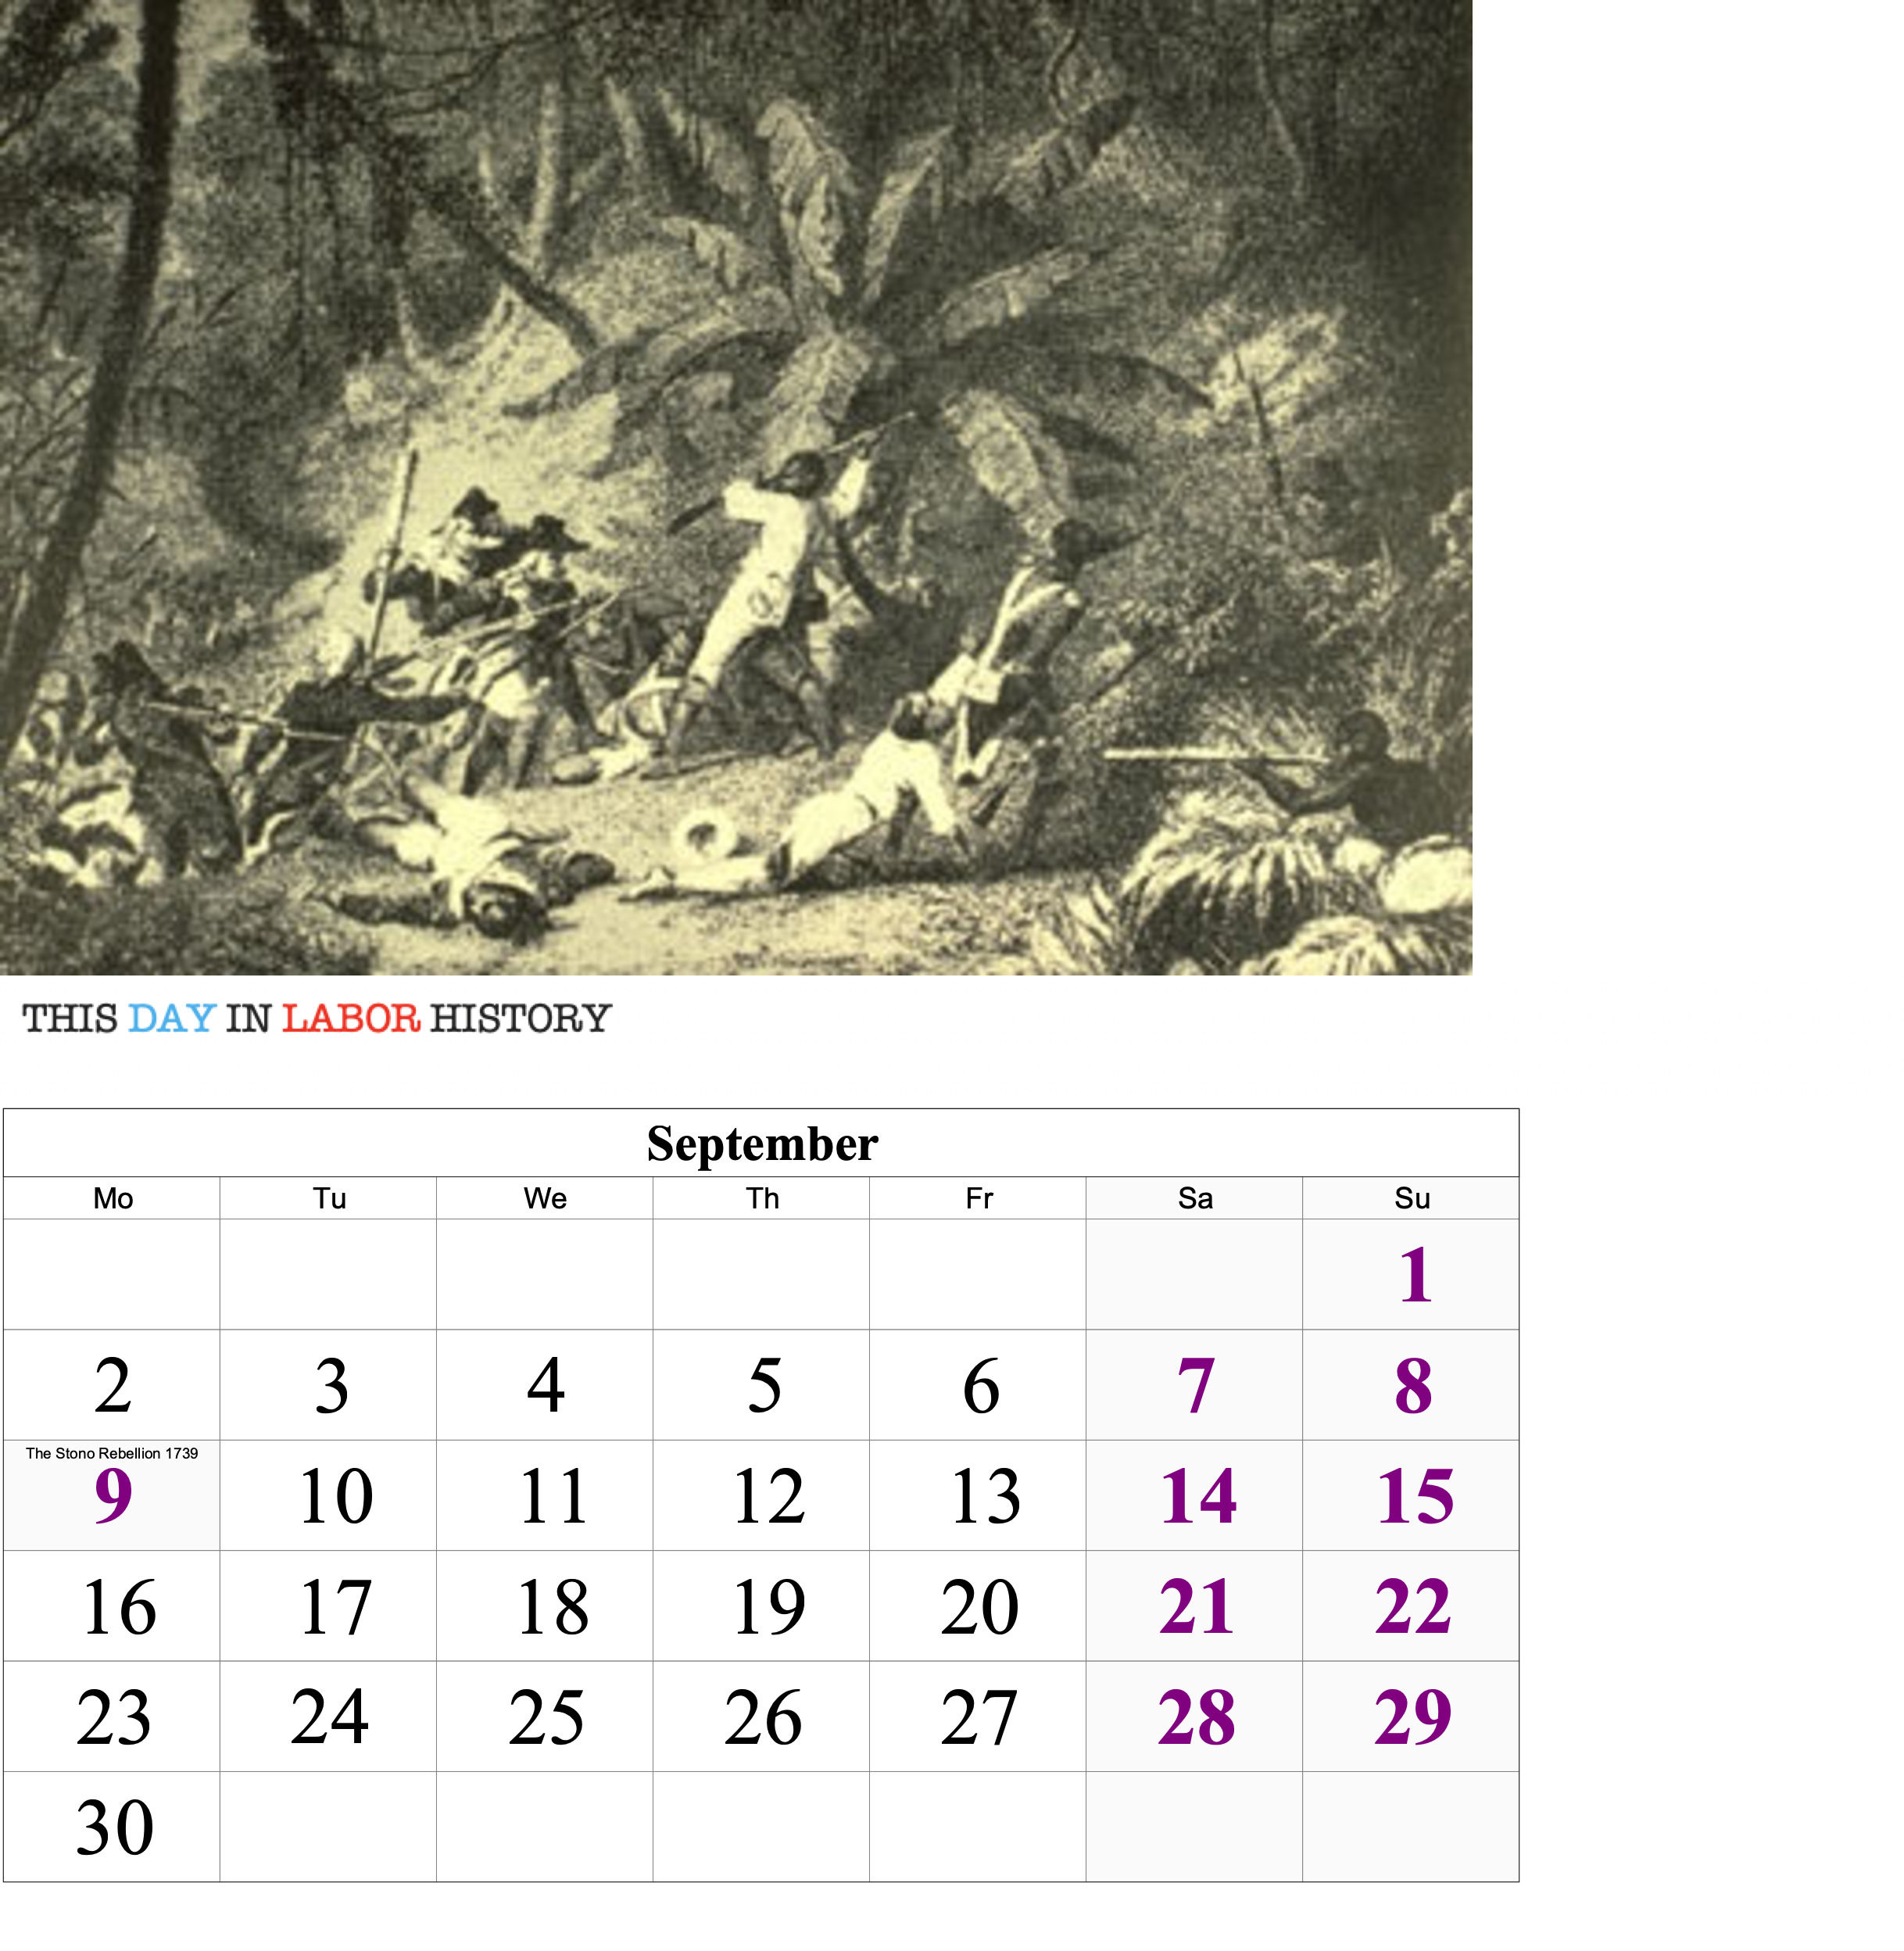 THIS DAY IN LABOR HISTORY
September
Mo Tu We Th Fr Sa Su
1
2 3 4 5 6 7 8
The Stono Rebellion 1739
9 10 11 12 13 14 15
16 17 18 19 20 21 22
23 24 25 26 27 28 29
30